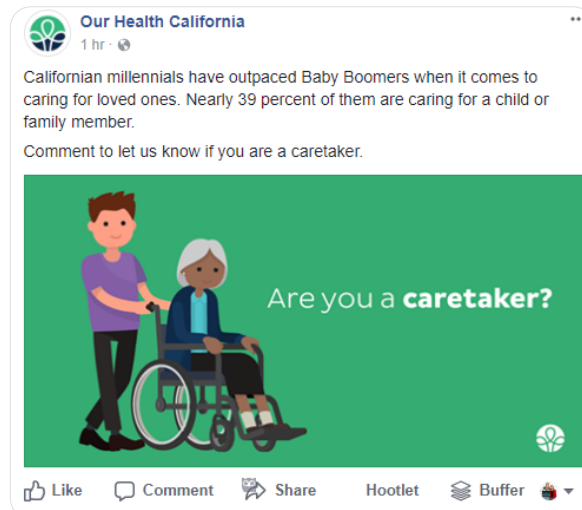 Our Health California
1 hr ·
Californian millennials have outpaced Baby Boomers when it comes to
caring for loved ones. Nearly 39 percent of them are caring for a child or
family member.
Comment to let us know if you are a caretaker.
Are you a caretaker?
Like Comment Share Hootlet Buffer